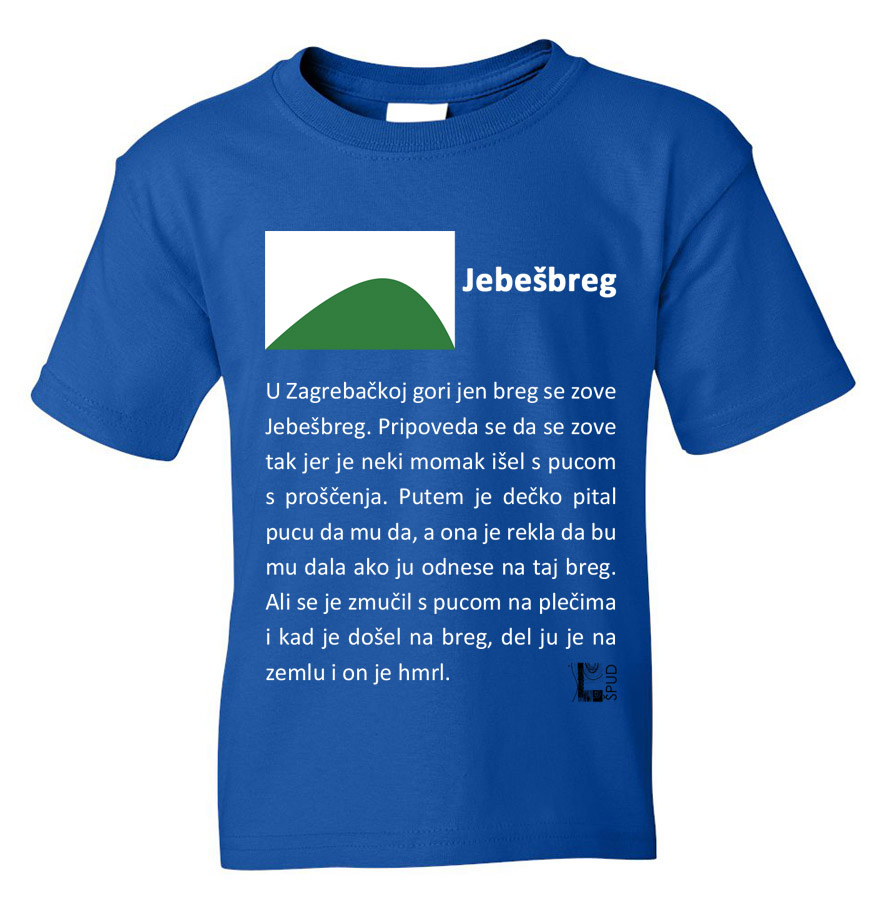 Jebešbreg
U Zagrebačkoj gori jen breg se zove
Jebešbreg. Pripoveda se da se zove
tak jer je neki momak išel s pucom
s proščenja. Putem je dečko pital
pucu da mu da, a ona je rekla da bu
mu dala ako ju odnese na taj breg.
Ali se je zmučil s pucom na plečima
i kad je došel na breg, del ju je na
zemlu i on je hmrl.
ŠPUD